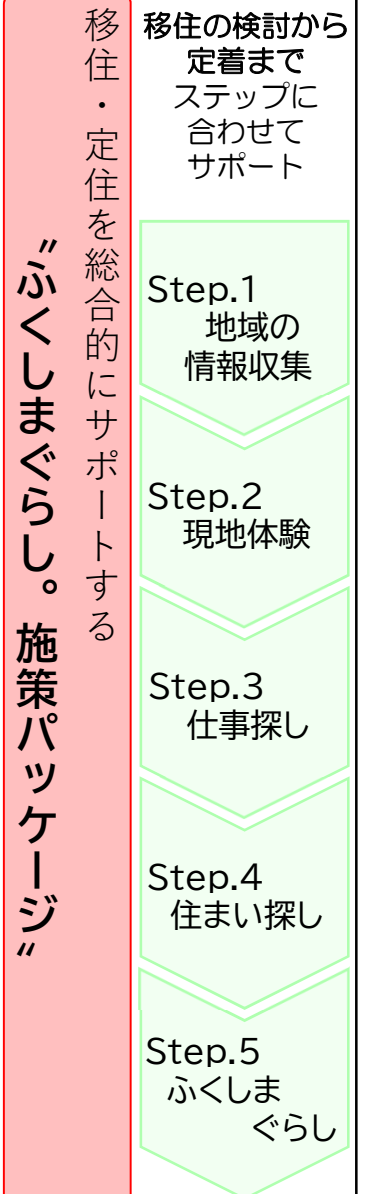 移住・定住を総合的にサポートする
〝ふくしまぐらし。施策パッケージ〟
移住の検討から
定着まで
ステップに
合わせて
サポート
Step.1
地域の
情報収集
Step.2
現地体験
Step.3
仕事探し
Step.4
住まい探し
Step.5
ふくしま
ぐらし